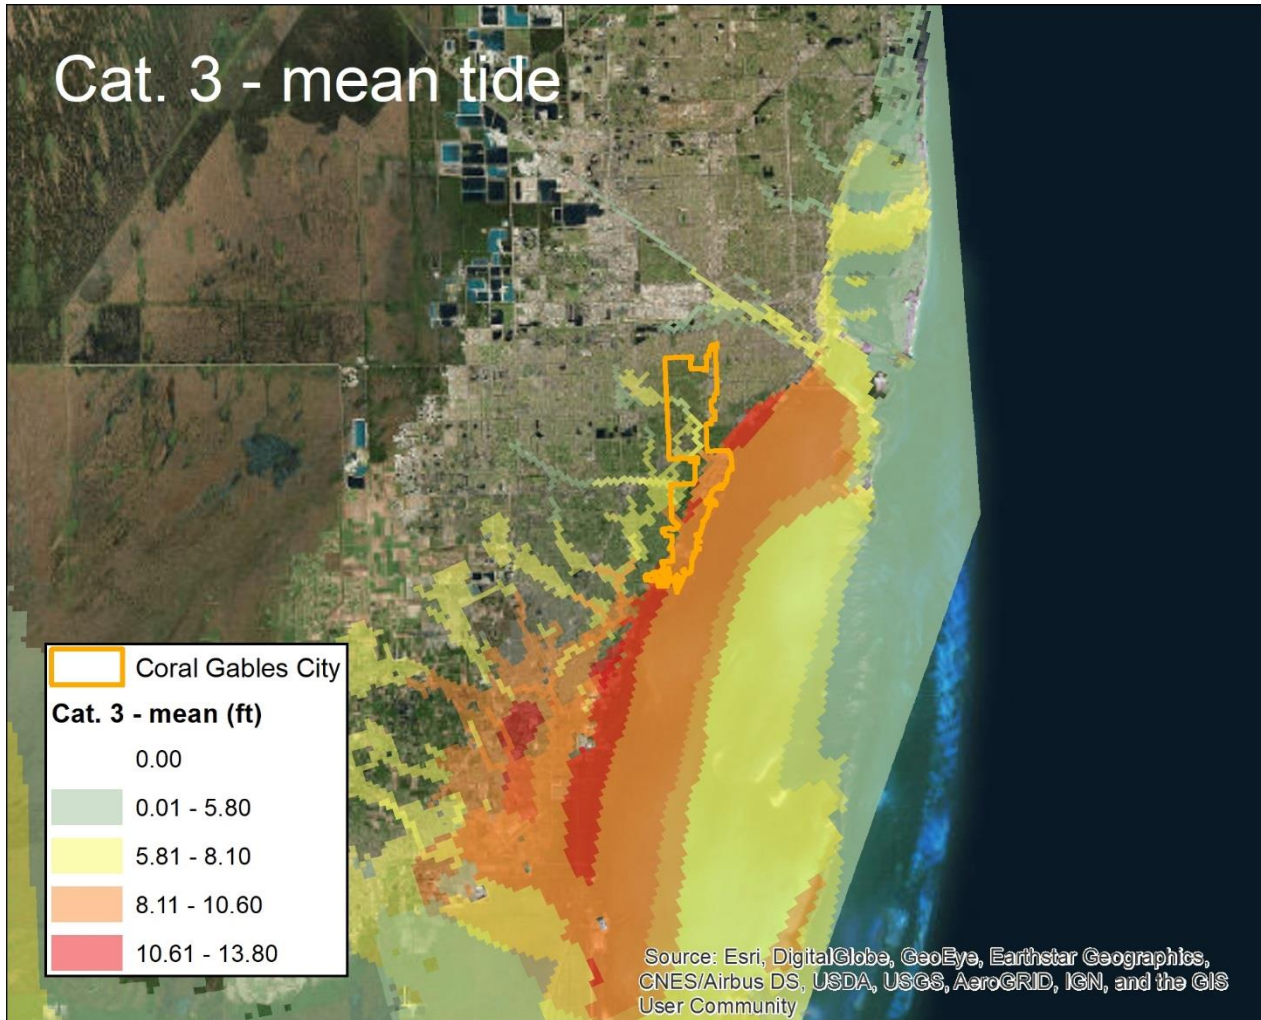 Cat. 3 - mean tide
Coral Gables City
Cat. 3 - mean (ft)
0.00
0.01 - 5.80
5.81 - 8.10
8.11 - 10.60
10.61 - 13.80
Source: Esri, DigitalGlobe, GeoEye, Earthstar Geographics,
CNES/Airbus DS, USDA, USGS, AeroGRID, IGN, and the GIS
User Community